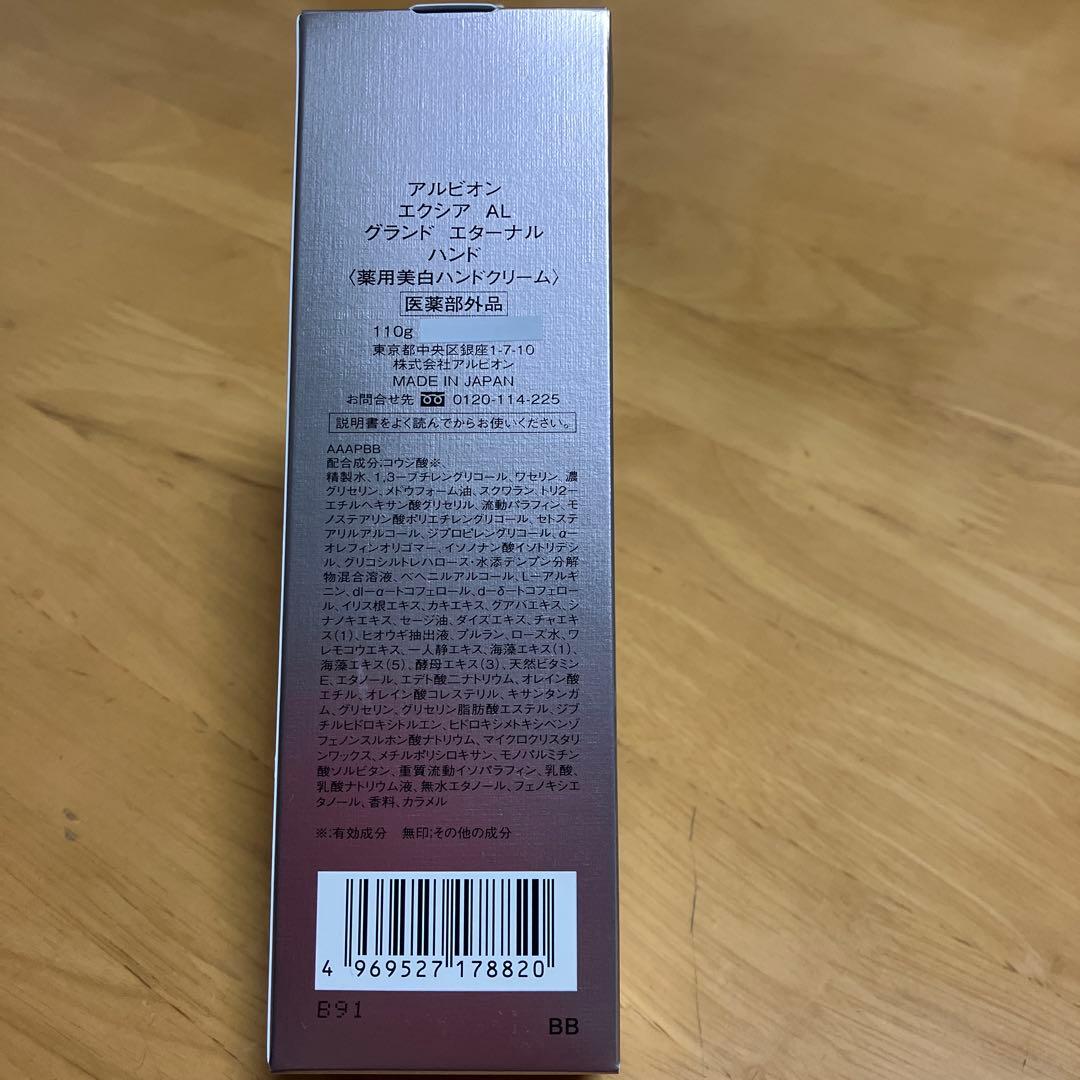 アルビオン
エクシア AL
グランド エターナル
ハンド
〈薬用美白ハンドクリーム〉
医薬部外品
110g
東京都中央区銀座1-7-10
株式会社アルビオン
MADE IN JAPAN
お問合せ先 0120-114-225
説明書をよく読んでからお使いください。
AAAPBB
配合成分:コウジ酸※、
精製水、1,3-ブチレングリコール、ワセリン、濃
グリセリン、メドウフォーム油、スクワラン、トリ2-
エチルヘキサン酸グリセリル、流動パラフィン、モ
ノステアリン酸ポリエチレングリコール、セトステ
アリルアルコール、ジプロピレングリコール、α-
オレフィンオリゴマー、イソノナン酸イソトリデシ
ル、グリコシルトレハロース・水添デンプン分解
物混合溶液、ベヘニルアルコール、L-アルギ
ニン、dl-α-トコフェロール、d-δ-トコフェロー
ル、イリス根エキス、カキエキス、グアバエキス、シ
ナノキエキス、セージ油、ダイズエキス、チャエキ
ス(1)、ヒオウギ抽出液、プルラン、ローズ水、ワ
レモコウエキス、一人静エキス、海藻エキス(1)、
海藻エキス(5)、酵母エキス(3)、天然ビタミン
E、エタノール、エデト酸二ナトリウム、オレイン酸
エチル、オレイン酸コレステリル、キサンタンガ
ム、グリセリン、グリセリン脂肪酸エステル、ジブ
チルヒドロキシトルエン、ヒドロキシメトキシベンゾ
フェノンスルホン酸ナトリウム、マイクロクリスタリ
ンワックス、メチルポリシロキサン、モノパルミチン
酸ソルビタン、重質流動イソパラフィン、乳酸、
乳酸ナトリウム液、無水エタノール、フェノキシエ
タノール、香料、カラメル
※:有効成分 無印:その他の成分
4 969527 178820
B91
BB